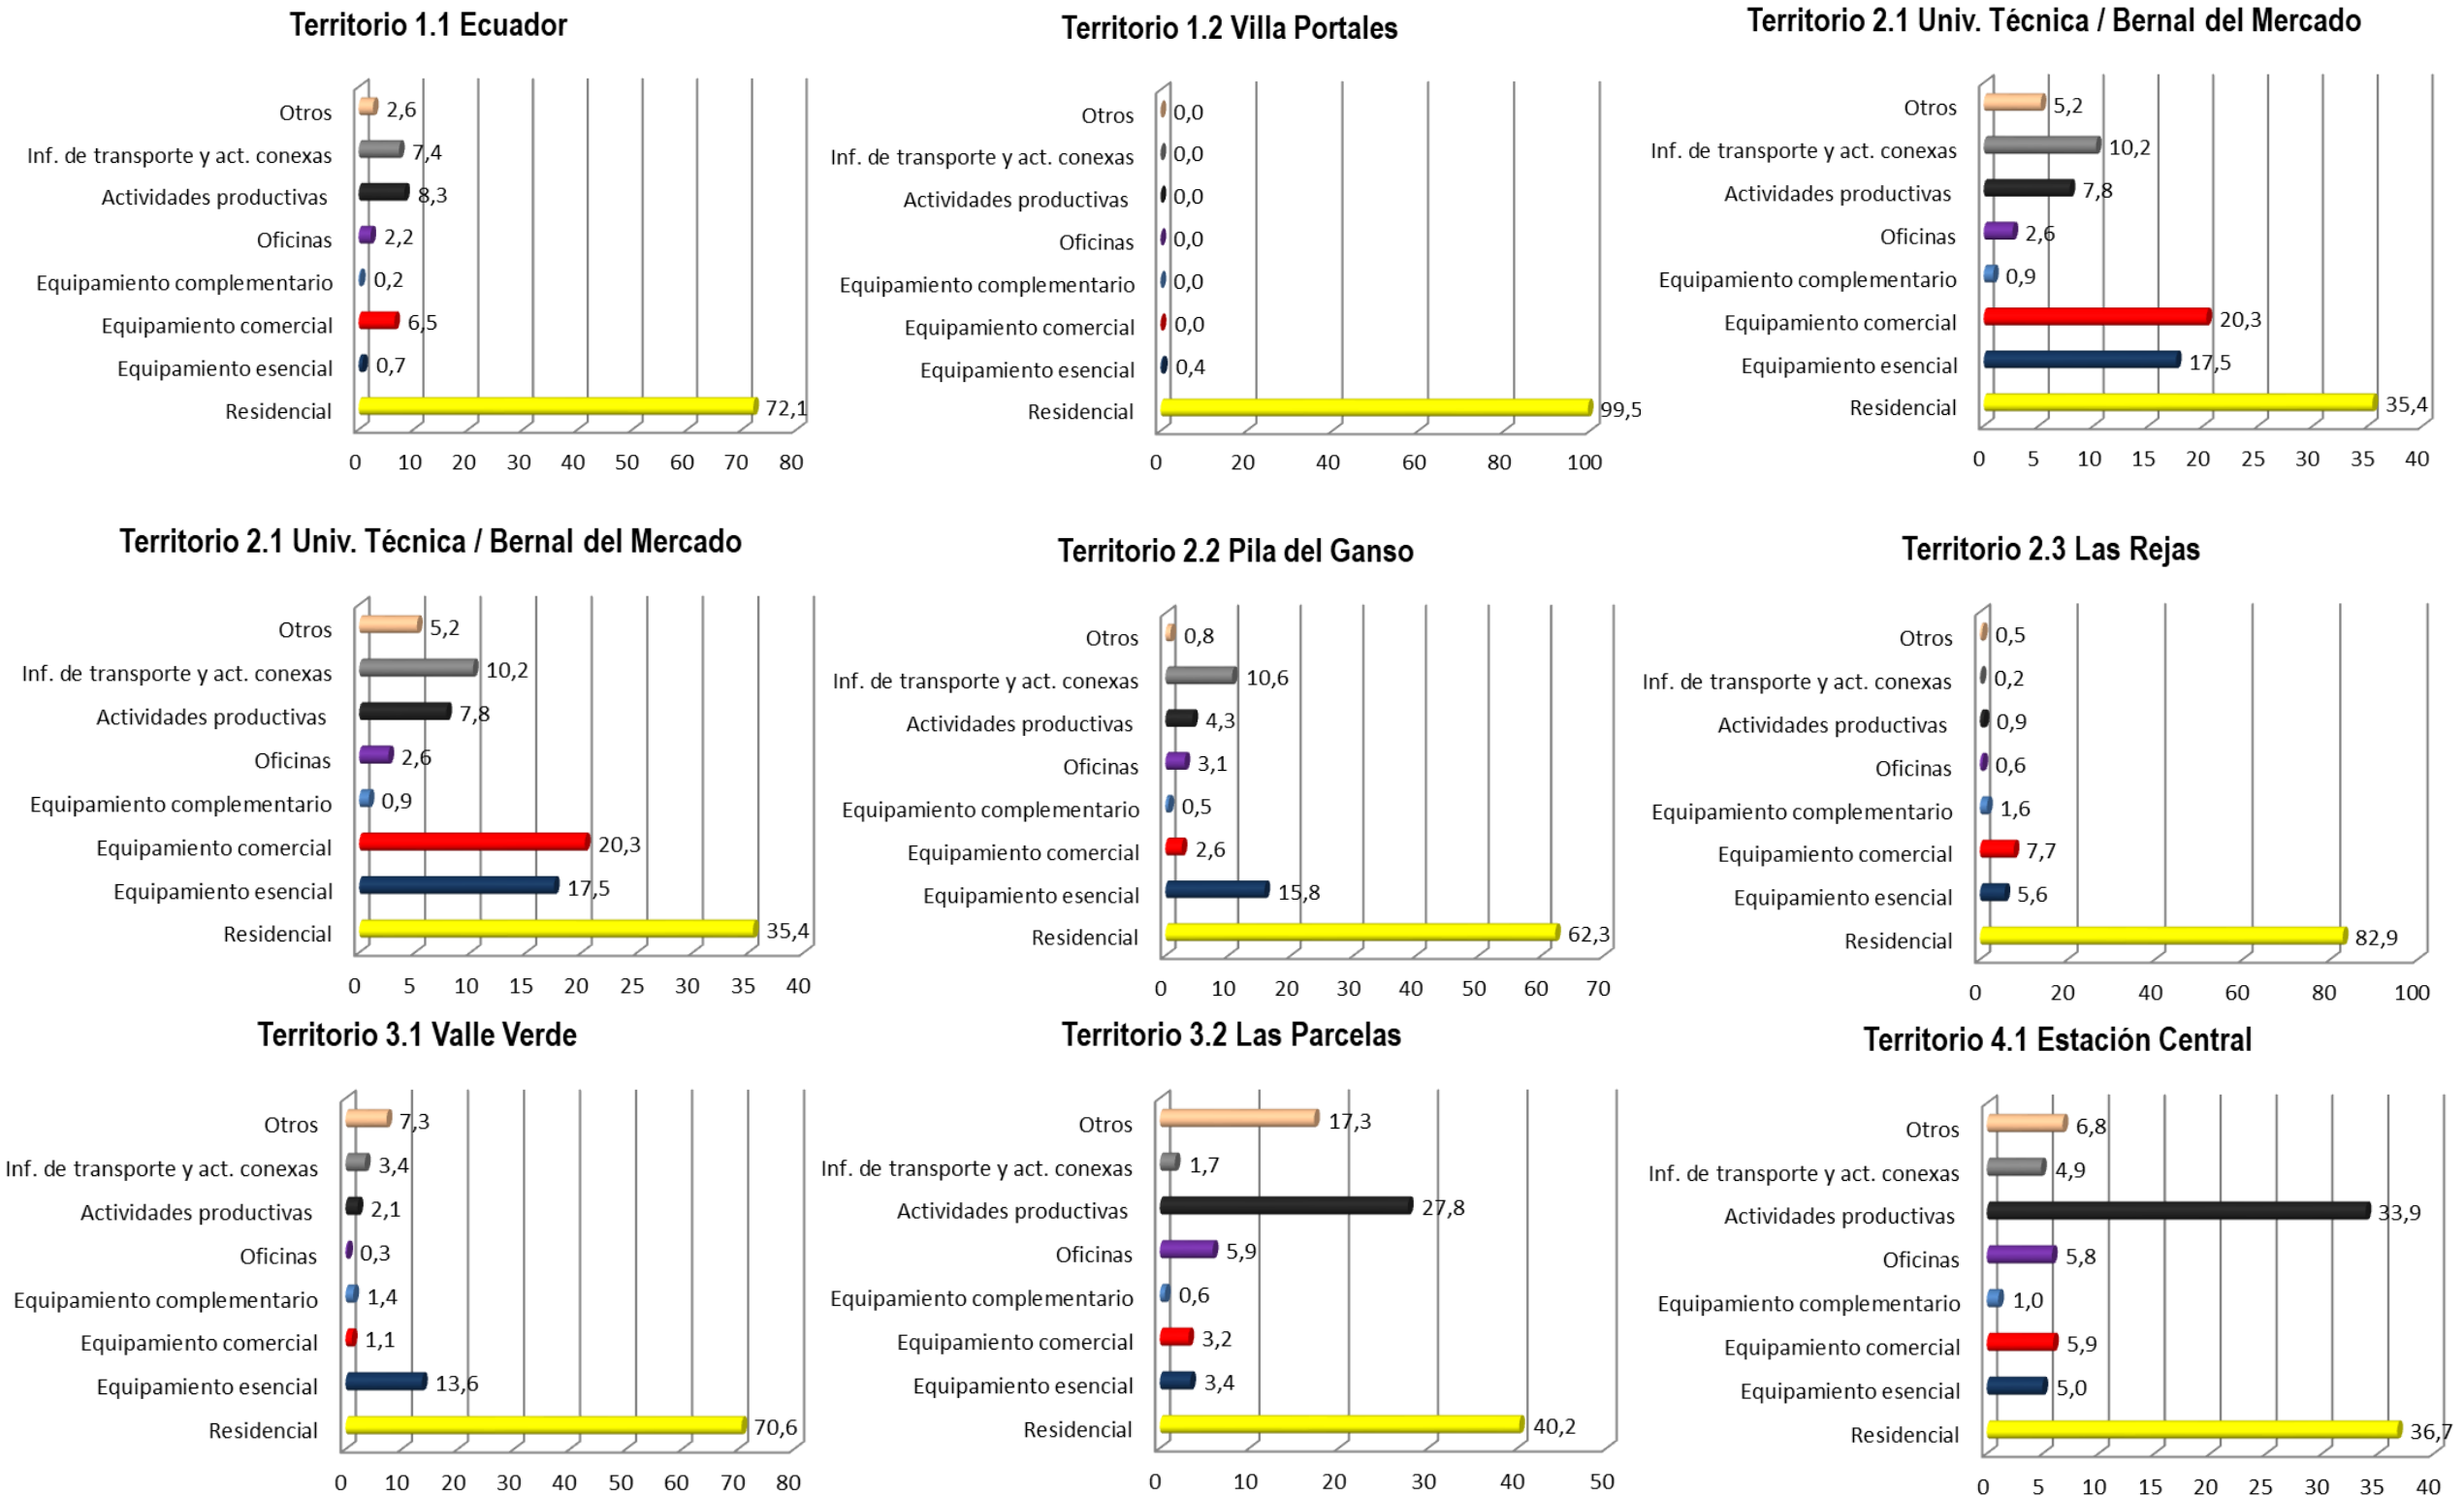 Territorio 1.1 Ecuador
Otros 2,6
Inf. de transporte y act. conexas 7,4
Actividades productivas 8,3
Oficinas 2,2
Equipamiento complementario 0,2
Equipamiento comercial 6,5
Equipamiento esencial 0,7
Residencial 72,1
0 10 20 30 40 50 60 70 80
Territorio 1.2 Villa Portales
Otros 0,0
Inf. de transporte y act. conexas 0,0
Actividades productivas 0,0
Oficinas 0,0
Equipamiento complementario 0,0
Equipamiento comercial 0,0
Equipamiento esencial 0,4
Residencial 99,5
0 20 40 60 80 100
Territorio 2.1 Univ. Técnica / Bernal del Mercado
Otros 5,2
Inf. de transporte y act. conexas 10,2
Actividades productivas 7,8
Oficinas 2,6
Equipamiento complementario 0,9
Equipamiento comercial 20,3
Equipamiento esencial 17,5
Residencial 35,4
0 5 10 15 20 25 30 35 40
Territorio 2.1 Univ. Técnica / Bernal del Mercado
Otros 5,2
Inf. de transporte y act. conexas 10,2
Actividades productivas 7,8
Oficinas 2,6
Equipamiento complementario 0,9
Equipamiento comercial 20,3
Equipamiento esencial 17,5
Residencial 35,4
0 5 10 15 20 25 30 35 40
Territorio 2.2 Pila del Ganso
Otros 0,8
Inf. de transporte y act. conexas 10,6
Actividades productivas 4,3
Oficinas 3,1
Equipamiento complementario 0,5
Equipamiento comercial 2,6
Equipamiento esencial 15,8
Residencial 62,3
0 10 20 30 40 50 60 70
Territorio 2.3 Las Rejas
Otros 0,5
Inf. de transporte y act. conexas 0,2
Actividades productivas 0,9
Oficinas 0,6
Equipamiento complementario 1,6
Equipamiento comercial 7,7
Equipamiento esencial 5,6
Residencial 82,9
0 20 40 60 80 100
Territorio 3.1 Valle Verde
Otros 7,3
Inf. de transporte y act. conexas 3,4
Actividades productivas 2,1
Oficinas 0,3
Equipamiento complementario 1,4
Equipamiento comercial 1,1
Equipamiento esencial 13,6
Residencial 70,6
0 10 20 30 40 50 60 70 80
Territorio 3.2 Las Parcelas
Otros 17,3
Inf. de transporte y act. conexas 1,7
Actividades productivas 27,8
Oficinas 5,9
Equipamiento complementario 0,6
Equipamiento comercial 3,2
Equipamiento esencial 3,4
Residencial 40,2
0 10 20 30 40 50
Territorio 4.1 Estación Central
Otros 6,8
Inf. de transporte y act. conexas 4,9
Actividades productivas 33,9
Oficinas 5,8
Equipamiento complementario 1,0
Equipamiento comercial 5,9
Equipamiento esencial 5,0
Residencial 36,7
0 5 10 15 20 25 30 35 40